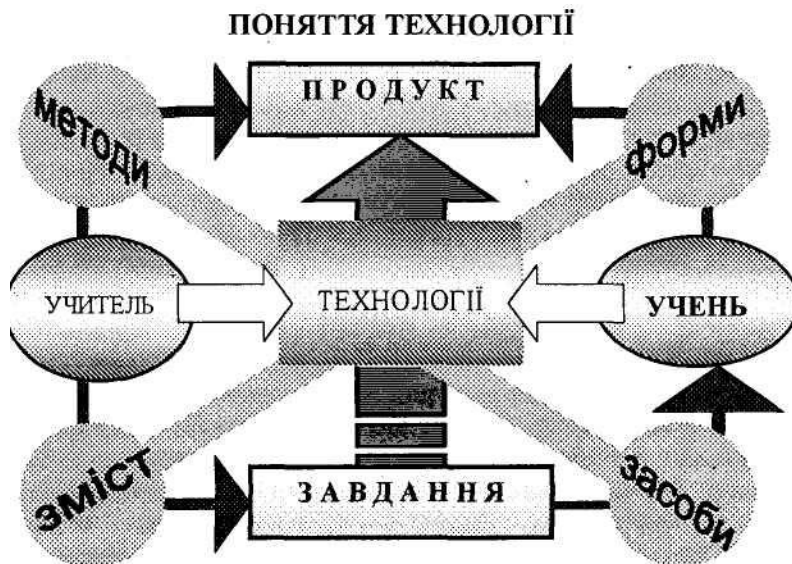 ПОНЯТТЯ ТЕХНОЛОГІЇ
методи
ПРОДУКТ
форми
УЧИТЕЛЬ
ТЕХНОЛОГІЇ
УЧЕНЬ
зміст
ЗАВДАННЯ
засоби